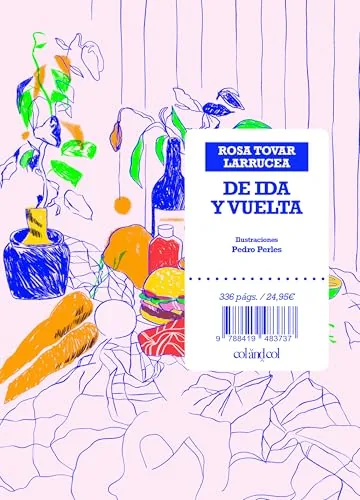 ROSA TOVAR
LARRUCEA
DE IDA
Y VUELTA
Ilustraciones
Pedro Perles
336 págs. / 24,95€
9 788419 483737
col&col